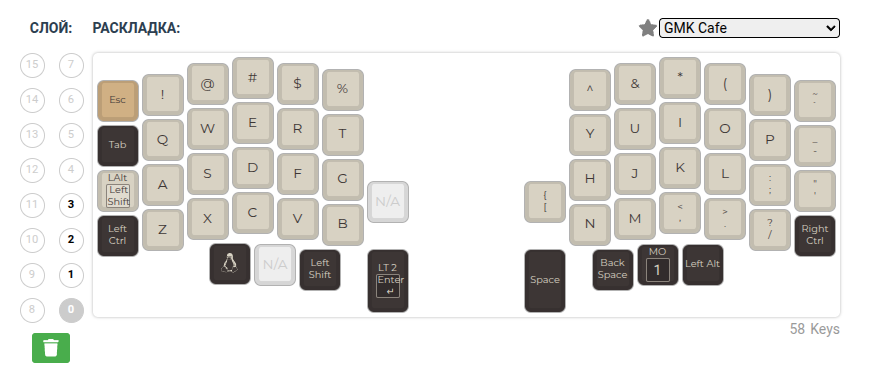 СЛОЙ: РАСКЛАДКА: GMK Cafe
15 7
14 6
13 5
12 4
11 3
10 2
9 1
8 0
Esc ! @ # $ % ^ & * ( ) ~ `
Tab Q W E R T Y U I O P _ -
LAlt Left Shift A S D F G N/A { [ H J K L : ; " '
Left Ctrl Z X C V B N M < , > . ? / Right Ctrl
N/A Left Shift LT 2 Enter ↵ Space Back Space MO 1 Left Alt
58 Keys